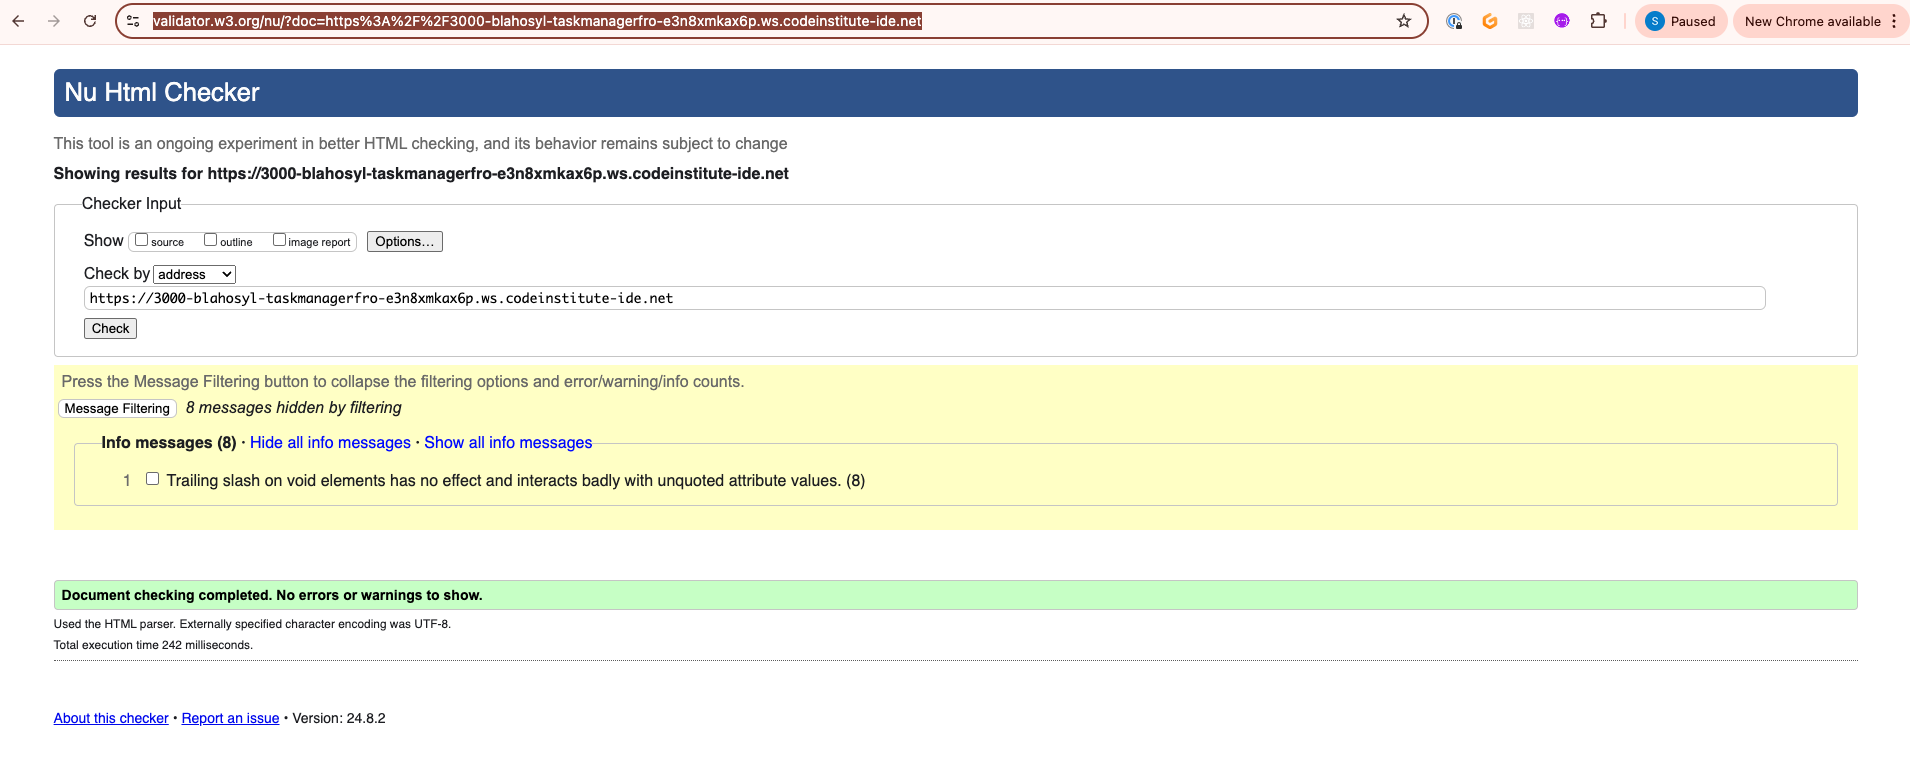 validator.w3.org/nu/?doc=https%3A%2F%2F3000-blahosyl-taskmanagerfro-e3n8xmkax6p.ws.codeinstitute-ide.net
S Paused New Chrome available
Nu Html Checker
This tool is an ongoing experiment in better HTML checking, and its behavior remains subject to change
Showing results for https://3000-blahosyl-taskmanagerfro-e3n8xmkax6p.ws.codeinstitute-ide.net
Checker Input
Show source outline image report Options…
Check by address
https://3000-blahosyl-taskmanagerfro-e3n8xmkax6p.ws.codeinstitute-ide.net
Check
Press the Message Filtering button to collapse the filtering options and error/warning/info counts.
Message Filtering 8 messages hidden by filtering
Info messages (8) · Hide all info messages · Show all info messages
1 Trailing slash on void elements has no effect and interacts badly with unquoted attribute values. (8)
Document checking completed. No errors or warnings to show.
Used the HTML parser. Externally specified character encoding was UTF-8.
Total execution time 242 milliseconds.
About this checker • Report an issue • Version: 24.8.2